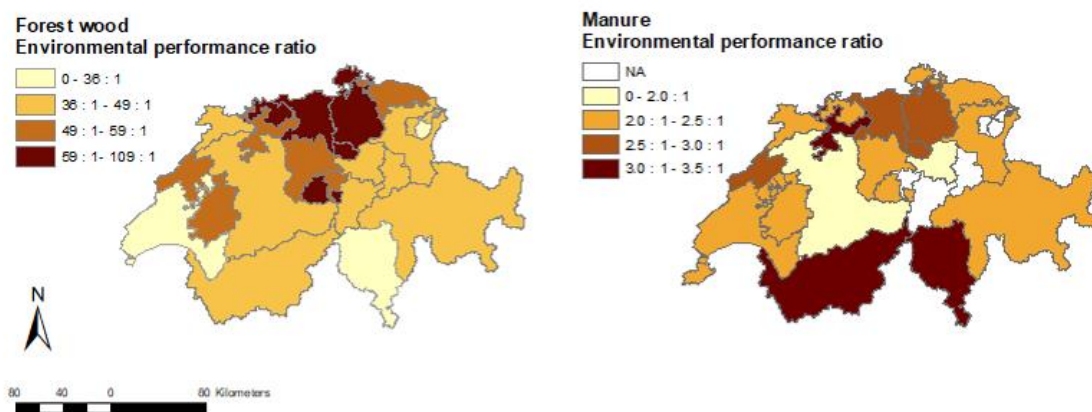 Forest wood
Environmental performance ratio
0 - 36 : 1
36 : 1 - 49 : 1
49 : 1 - 59 : 1
59 : 1 - 109 : 1
N
80 40 0 80 Kilometers
Manure
Environmental performance ratio
NA
0 - 2.0 : 1
2.0 : 1 - 2.5 : 1
2.5 : 1 - 3.0 : 1
3.0 : 1 - 3.5 : 1